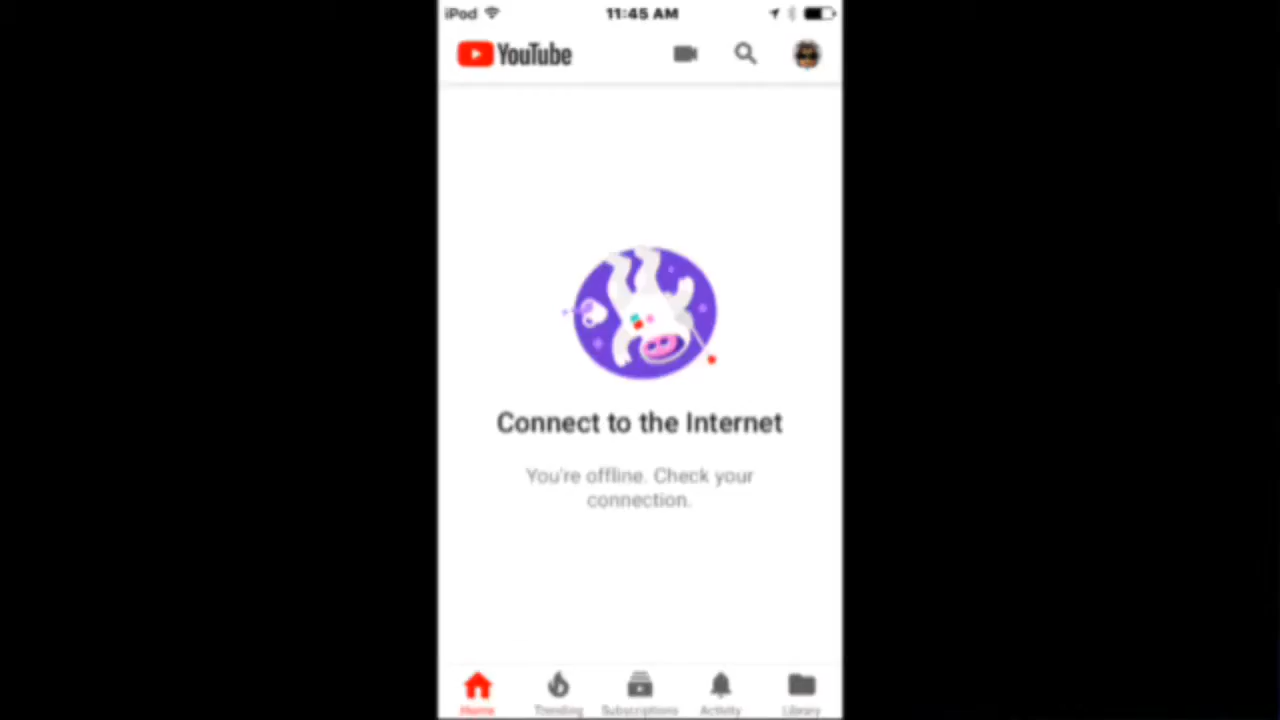 iPod 11:45 AM
YouTube
Connect to the Internet
You're offline. Check your
connection.
Home Trending Subscriptions Activity Library